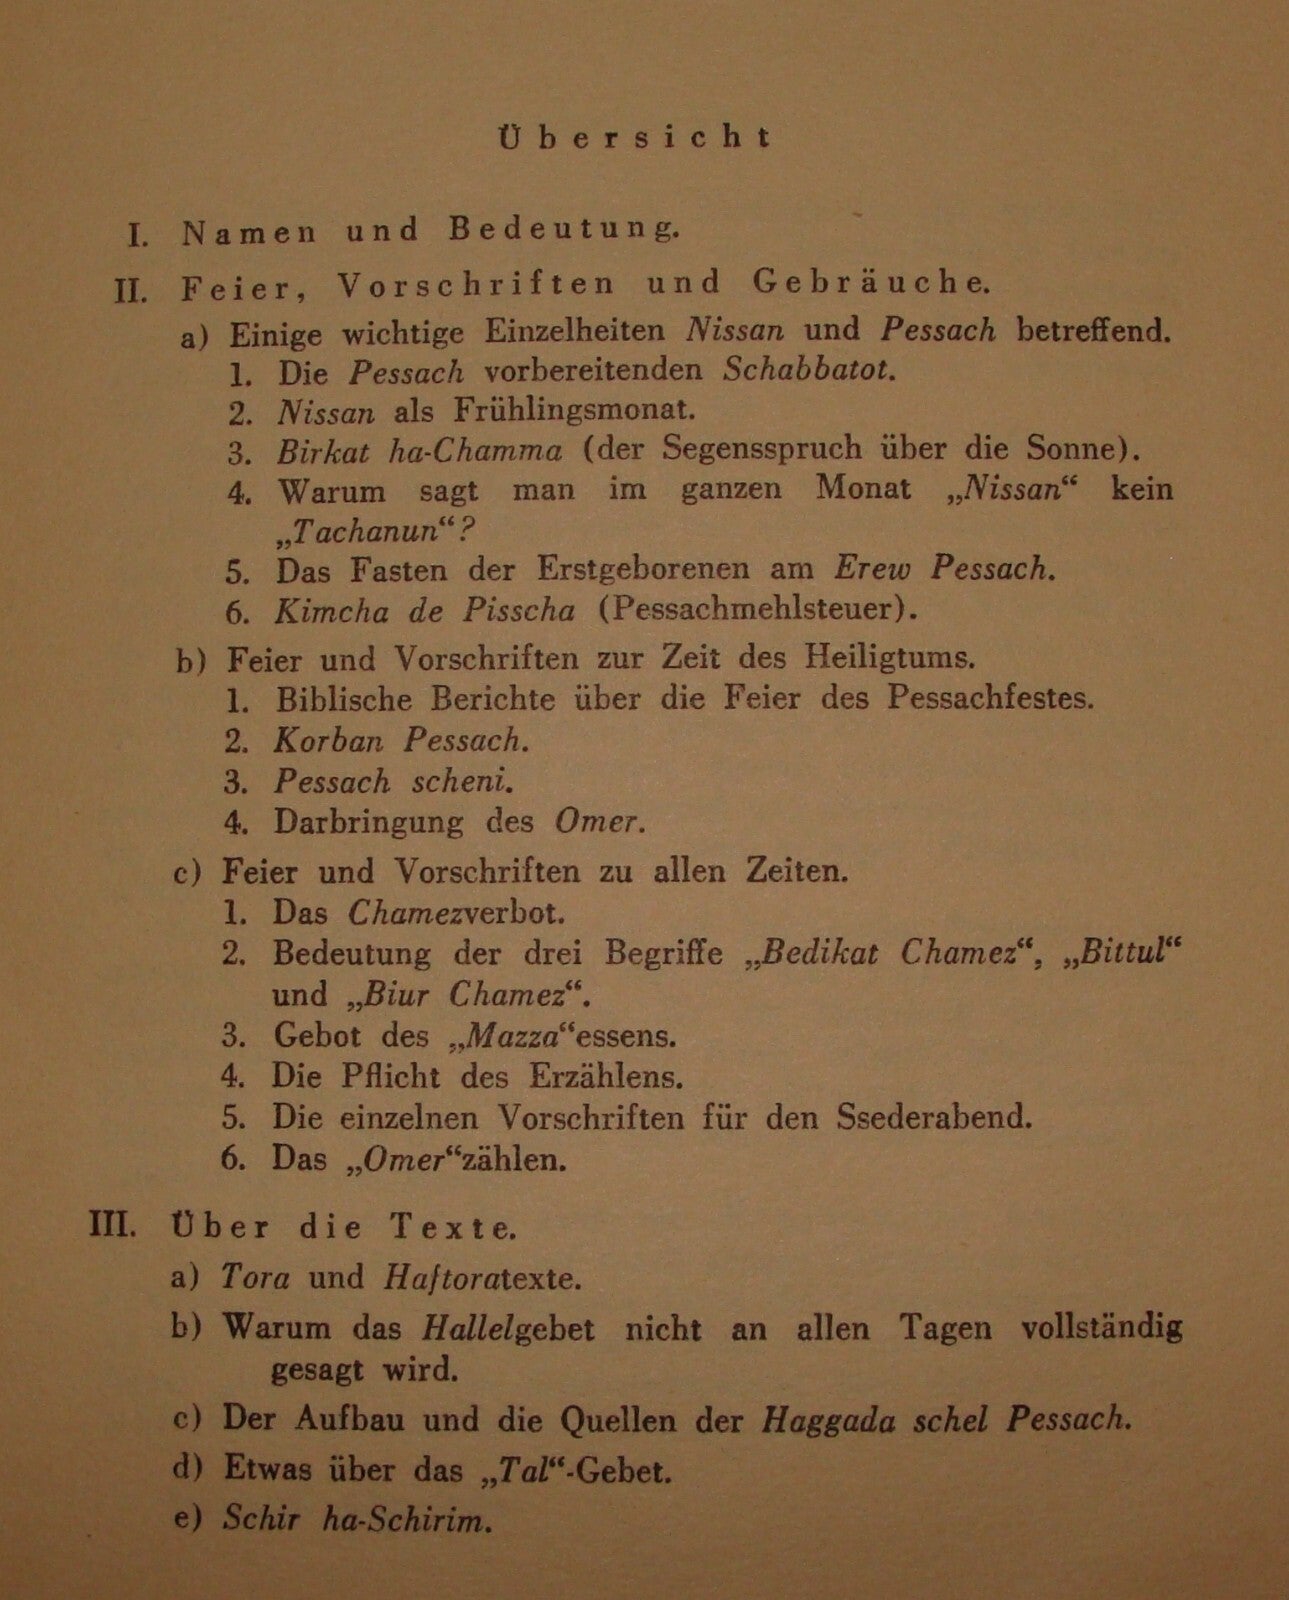 Übersicht
I. Namen und Bedeutung.
II. Feier, Vorschriften und Gebräuche.
a) Einige wichtige Einzelheiten Nissan und Pessach betreffend.
1. Die Pessach vorbereitenden Schabbatot.
2. Nissan als Frühlingsmonat.
3. Birkat ha-Chamma (der Segensspruch über die Sonne).
4. Warum sagt man im ganzen Monat „Nissan“ kein
„Tachanun“?
5. Das Fasten der Erstgeborenen am Erew Pessach.
6. Kimcha de Pisscha (Pessachmehlsteuer).
b) Feier und Vorschriften zur Zeit des Heiligtums.
1. Biblische Berichte über die Feier des Pessachfestes.
2. Korban Pessach.
3. Pessach scheni.
4. Darbringung des Omer.
c) Feier und Vorschriften zu allen Zeiten.
1. Das Chamezverbot.
2. Bedeutung der drei Begriffe „Bedikat Chamez“, „Bittul“
und „Biur Chamez“.
3. Gebot des „Mazza“essens.
4. Die Pflicht des Erzählens.
5. Die einzelnen Vorschriften für den Ssederabend.
6. Das „Omer“zählen.
III. Über die Texte.
a) Tora und Haftoratexte.
b) Warum das Hallelgebet nicht an allen Tagen vollständig
gesagt wird.
c) Der Aufbau und die Quellen der Haggada schel Pessach.
d) Etwas über das „Tal“-Gebet.
e) Schir ha-Schirim.